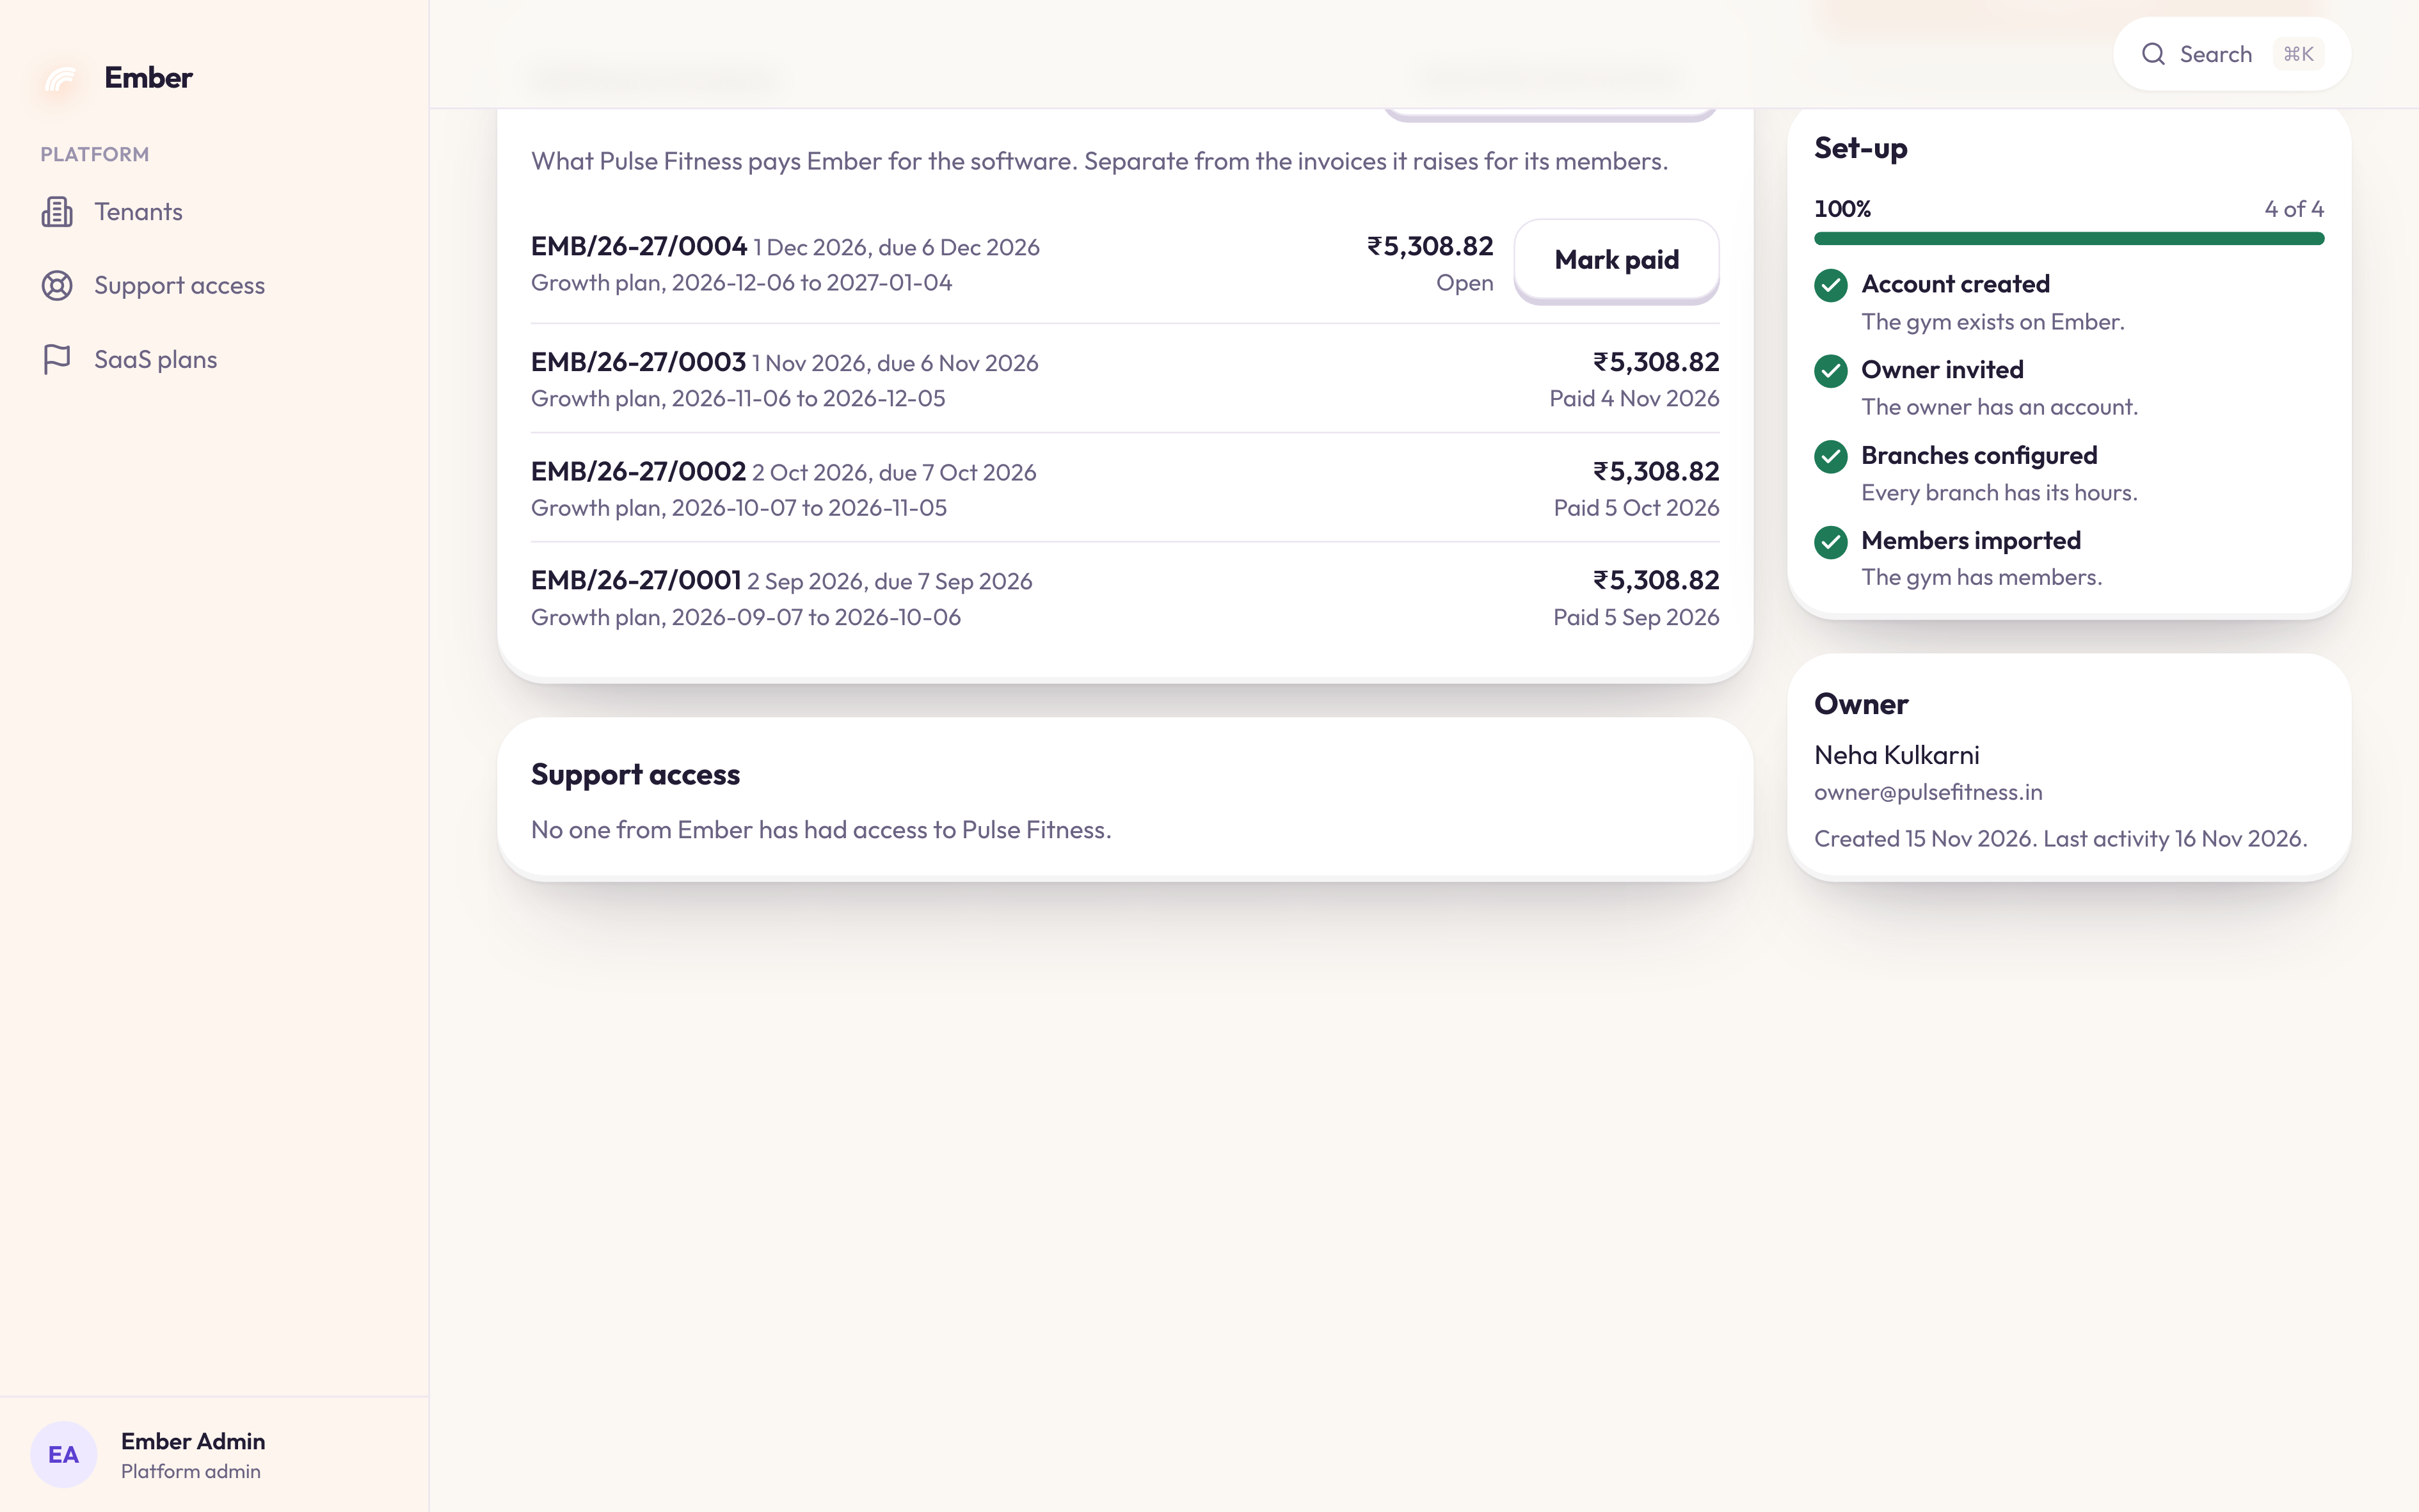 Ember
PLATFORM
Tenants
Support access
SaaS plans
Search ⌘K
What Pulse Fitness pays Ember for the software. Separate from the invoices it raises for its members.
EMB/26-27/0004 1 Dec 2026, due 6 Dec 2026 ₹5,308.82
Growth plan, 2026-12-06 to 2027-01-04 Open
Mark paid
EMB/26-27/0003 1 Nov 2026, due 6 Nov 2026 ₹5,308.82
Growth plan, 2026-11-06 to 2026-12-05 Paid 4 Nov 2026
EMB/26-27/0002 2 Oct 2026, due 7 Oct 2026 ₹5,308.82
Growth plan, 2026-10-07 to 2026-11-05 Paid 5 Oct 2026
EMB/26-27/0001 2 Sep 2026, due 7 Sep 2026 ₹5,308.82
Growth plan, 2026-09-07 to 2026-10-06 Paid 5 Sep 2026
Support access
No one from Ember has had access to Pulse Fitness.
Set-up
100% 4 of 4
Account created
The gym exists on Ember.
Owner invited
The owner has an account.
Branches configured
Every branch has its hours.
Members imported
The gym has members.
Owner
Neha Kulkarni
owner@pulsefitness.in
Created 15 Nov 2026. Last activity 16 Nov 2026.
EA
Ember Admin
Platform admin